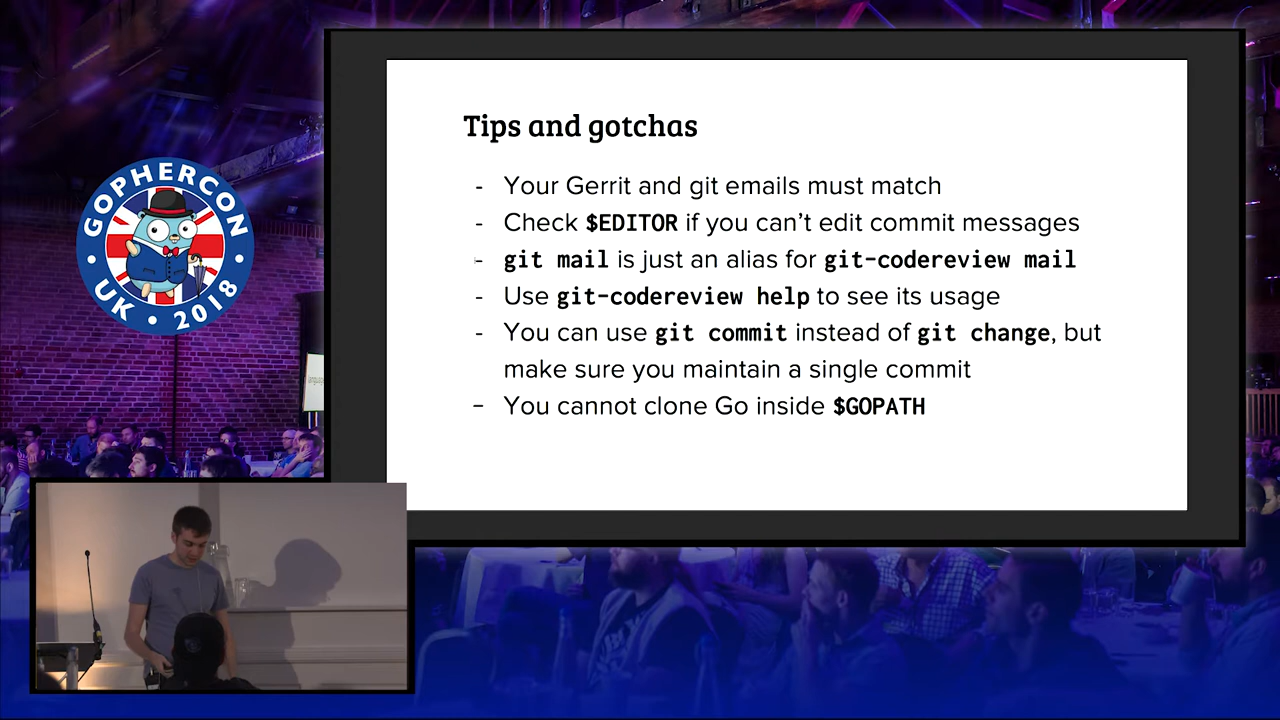 GOPHERCON
UK • 2018
Tips and gotchas
- Your Gerrit and git emails must match
- Check $EDITOR if you can't edit commit messages
- git mail is just an alias for git-codereview mail
- Use git-codereview help to see its usage
- You can use git commit instead of git change, but
make sure you maintain a single commit
- You cannot clone Go inside $GOPATH